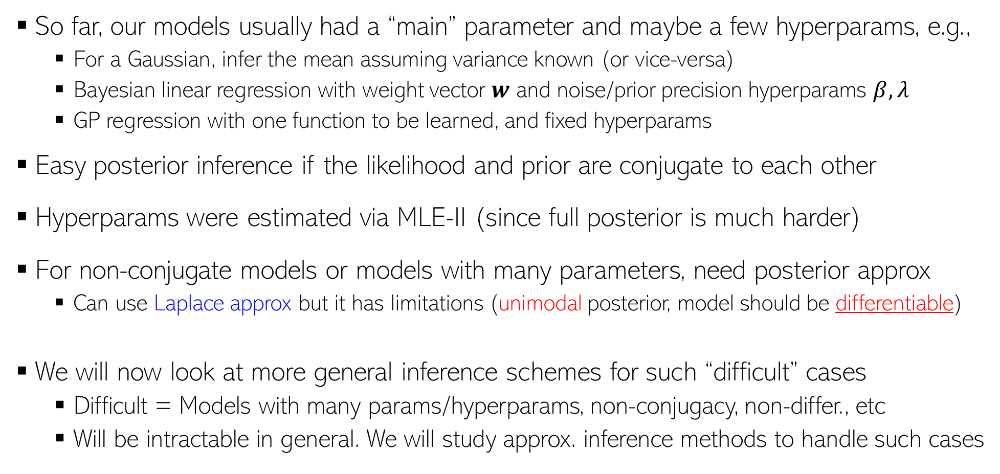 ▪ So far, our models usually had a “main” parameter and maybe a few hyperparams, e.g.,
▪ For a Gaussian, infer the mean assuming variance known (or vice-versa)
▪ Bayesian linear regression with weight vector 𝒘 and noise/prior precision hyperparams 𝛽, 𝜆
▪ GP regression with one function to be learned, and fixed hyperparams
▪ Easy posterior inference if the likelihood and prior are conjugate to each other
▪ Hyperparams were estimated via MLE-II (since full posterior is much harder)
▪ For non-conjugate models or models with many parameters, need posterior approx
▪ Can use Laplace approx but it has limitations (unimodal posterior, model should be differentiable)
▪ We will now look at more general inference schemes for such “difficult” cases
▪ Difficult = Models with many params/hyperparams, non-conjugacy, non-differ., etc
▪ Will be intractable in general. We will study approx. inference methods to handle such cases